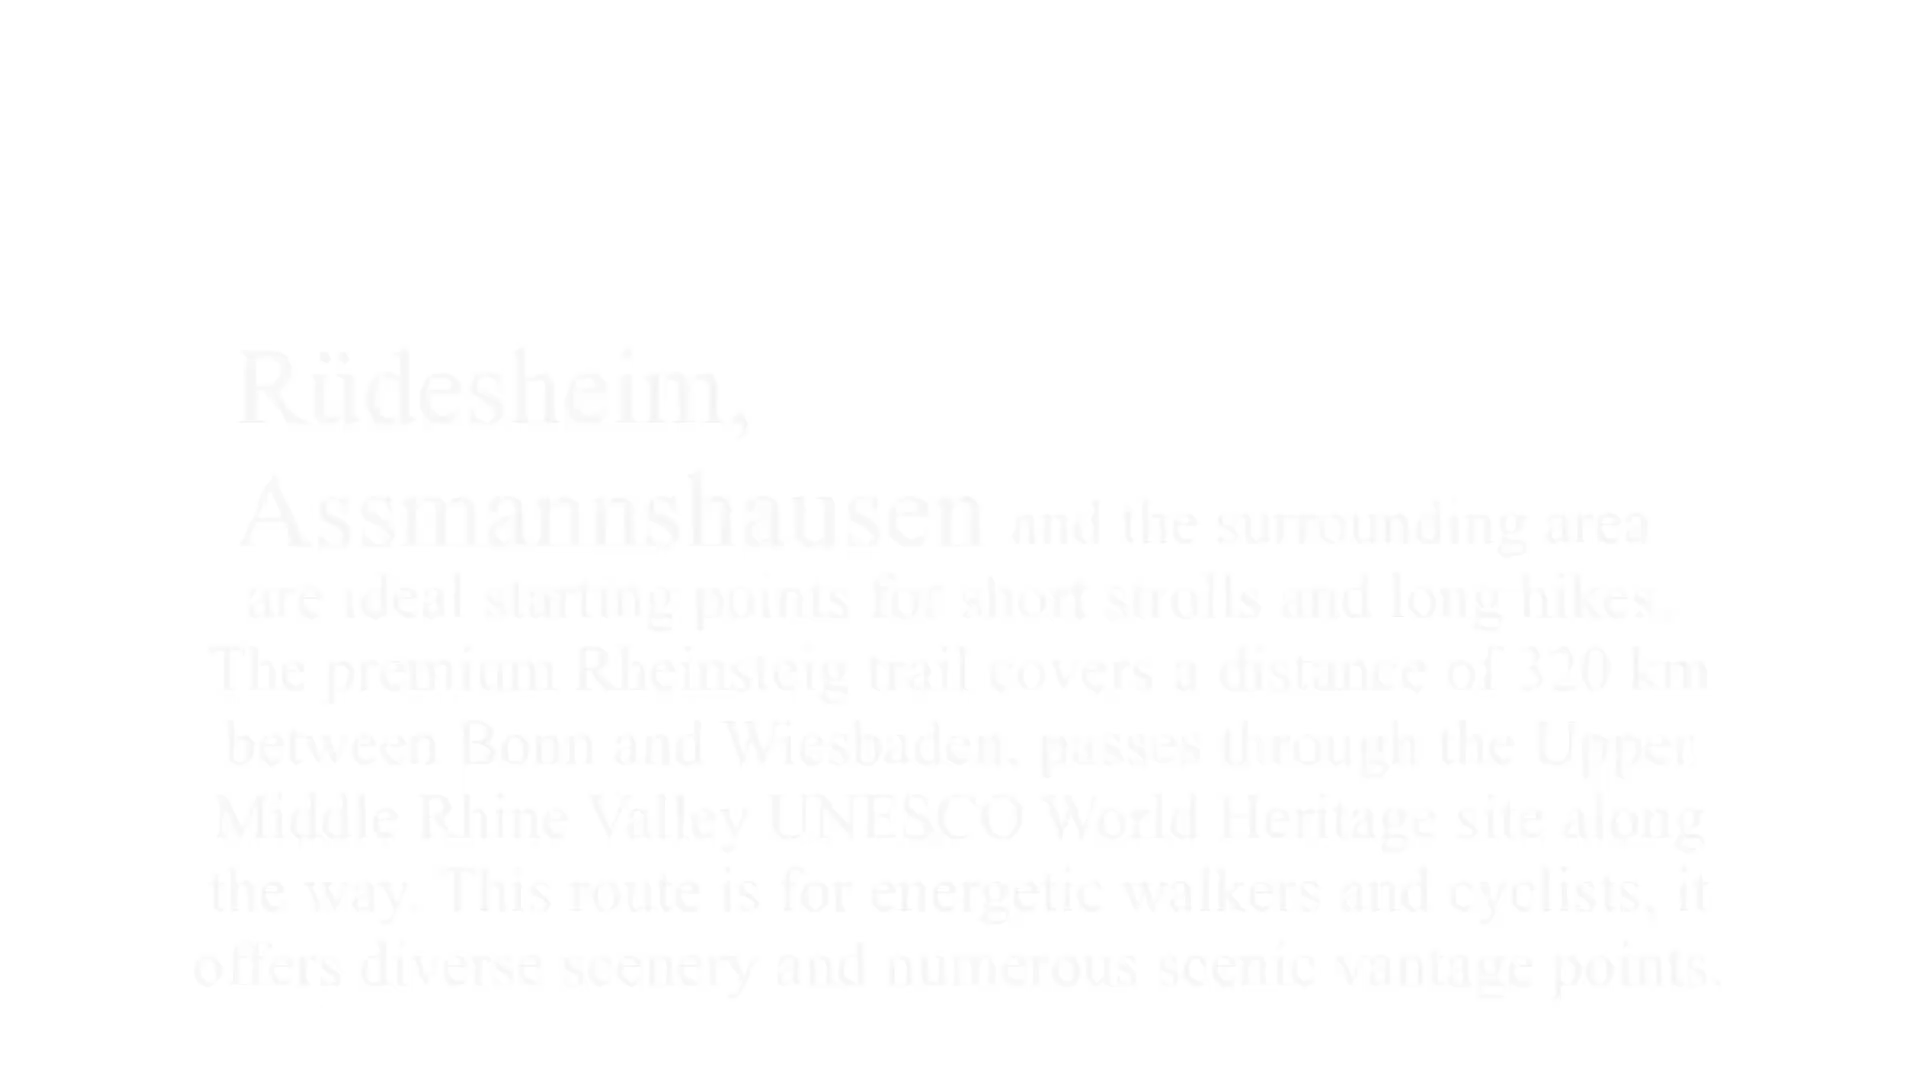 Rüdesheim,
Assmannshausen and the surrounding area
are ideal starting points for short strolls and long hikes.
The premium Rheinsteig trail covers a distance of 320 km
between Bonn and Wiesbaden, passes through the Upper
Middle Rhine Valley UNESCO World Heritage site along
the way. This route is for energetic walkers and cyclists, it
offers diverse scenery and numerous scenic vantage points.